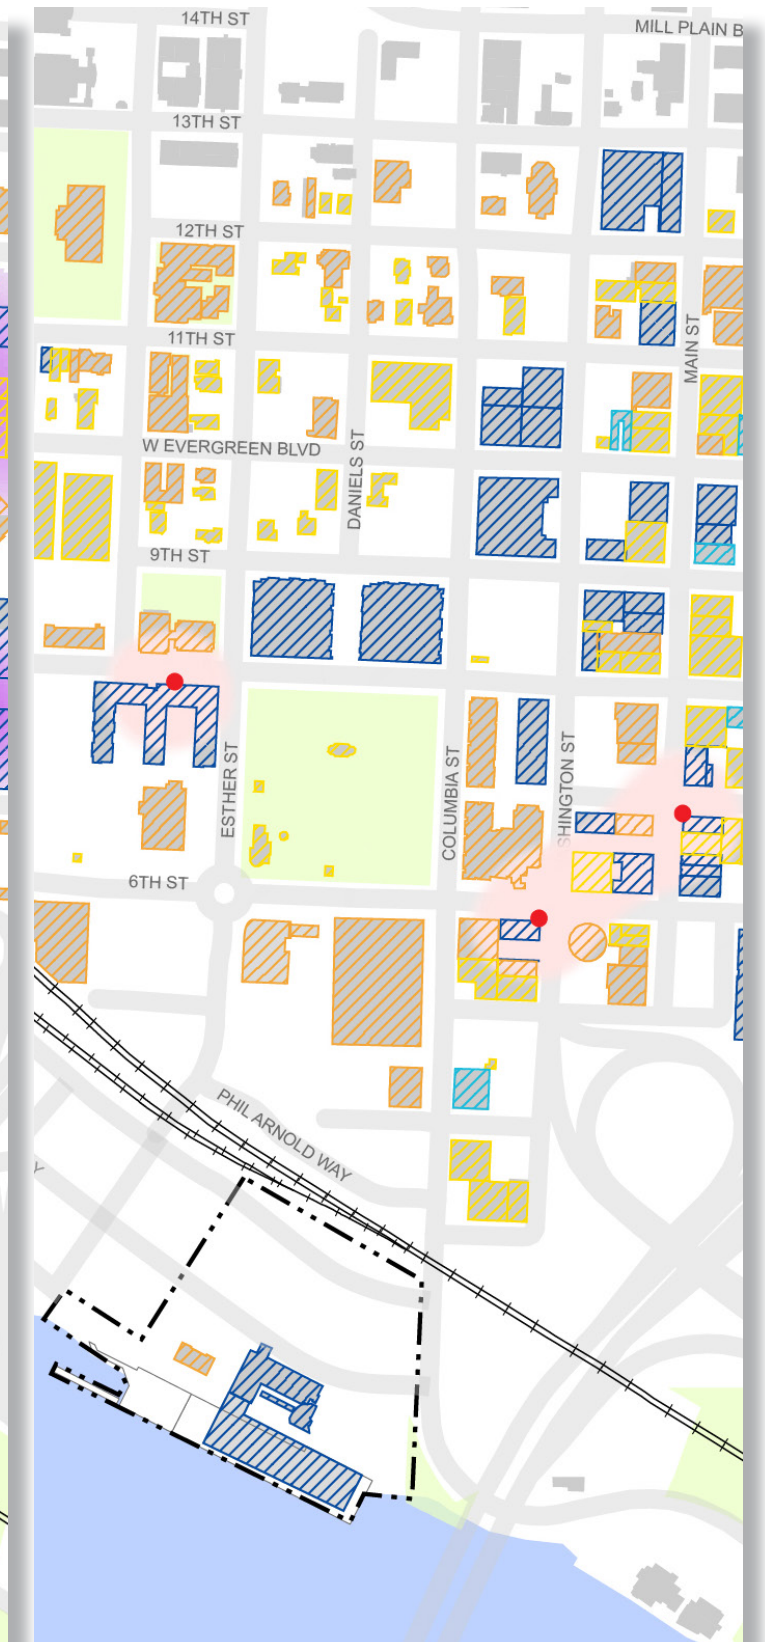 14TH ST
MILL PLAIN B
13TH ST
12TH ST
11TH ST
MAIN ST
W EVERGREEN BLVD
DANIELS ST
9TH ST
ESTHER ST
COLUMBIA ST
SHINGTON ST
6TH ST
PHIL ARNOLD WAY
Y